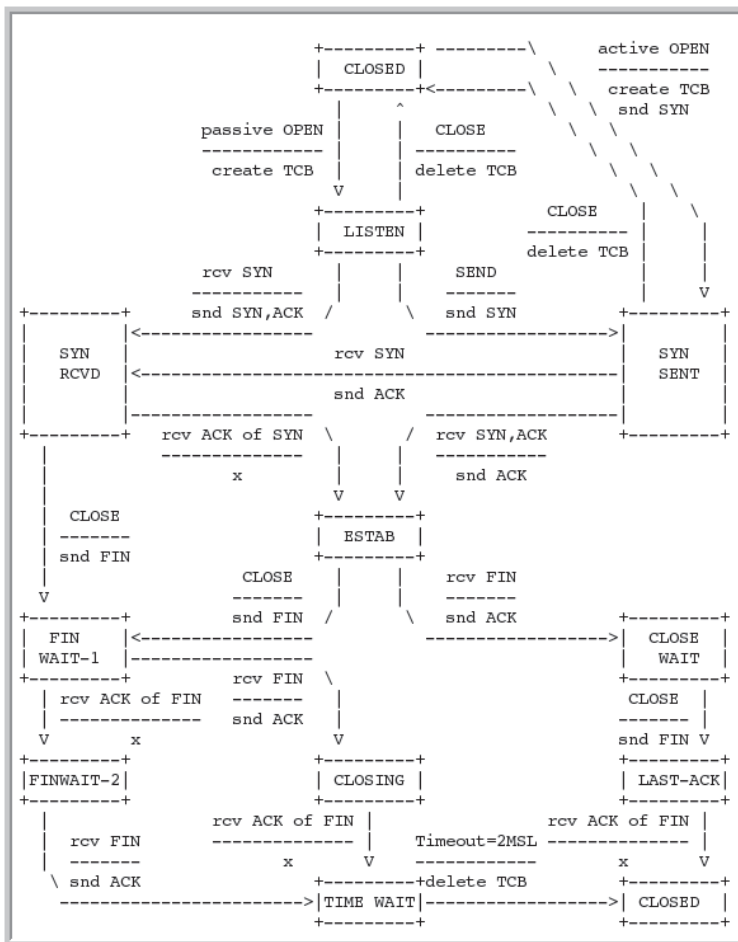 +---------+ ---------\      active OPEN
                              |  CLOSED |            \    -----------
                              +---------+<---------\   \   create TCB
                                |     ^              \   \  snd SYN
                   passive OPEN |     |   CLOSE        \   \
                   ------------ |     | ----------       \   \
                    create TCB  |     | delete TCB         \   \
                                V     |                      \   \
                              +---------+            CLOSE    |    \
                              |  LISTEN |          ---------- |     |
                              +---------+          delete TCB |     |
                   rcv SYN      |     |     SEND              |     |
                  -----------   |     |    -------            |     V
 +---------+      snd SYN,ACK  /       \   snd SYN          +---------+
 |         |<-----------------           ------------------>|         |
 |   SYN   |                    rcv SYN                     |   SYN   |
 |   RCVD  |<-----------------------------------------------|   SENT  |
 |         |                    snd ACK                     |         |
 |         |------------------           -------------------|         |
 +---------+   rcv ACK of SYN  \       /  rcv SYN,ACK       +---------+
   |           --------------   |     |   -----------
   |                  x         |     |     snd ACK
   |                            V     V
   |  CLOSE                   +---------+
   | -------                  |  ESTAB  |
   | snd FIN                  +---------+
   |                   CLOSE    |     |    rcv FIN
   V                  -------   |     |    -------
 +---------+          snd FIN  /       \   snd ACK          +---------+
 |  FIN    |<-----------------           ------------------>|  CLOSE  |
 | WAIT-1  |------------------                              |   WAIT  |
 +---------+          rcv FIN  \                            +---------+
   | rcv ACK of FIN   -------   |                            CLOSE  |
   | --------------   snd ACK   |                           ------- |
   V        x                   V                           snd FIN V
 +---------+                  +---------+                   +---------+
 |FINWAIT-2|                  | CLOSING |                   | LAST-ACK|
 +---------+                  +---------+                   +---------+
   |                rcv ACK of FIN |                 rcv ACK of FIN |
   |  rcv FIN       -------------- |    Timeout=2MSL -------------- |
   |  -------              x       V    ------------        x       V
    \ snd ACK                 +---------+delete TCB         +---------+
     ------------------------>|TIME WAIT|------------------>| CLOSED  |
                              +---------+                   +---------+